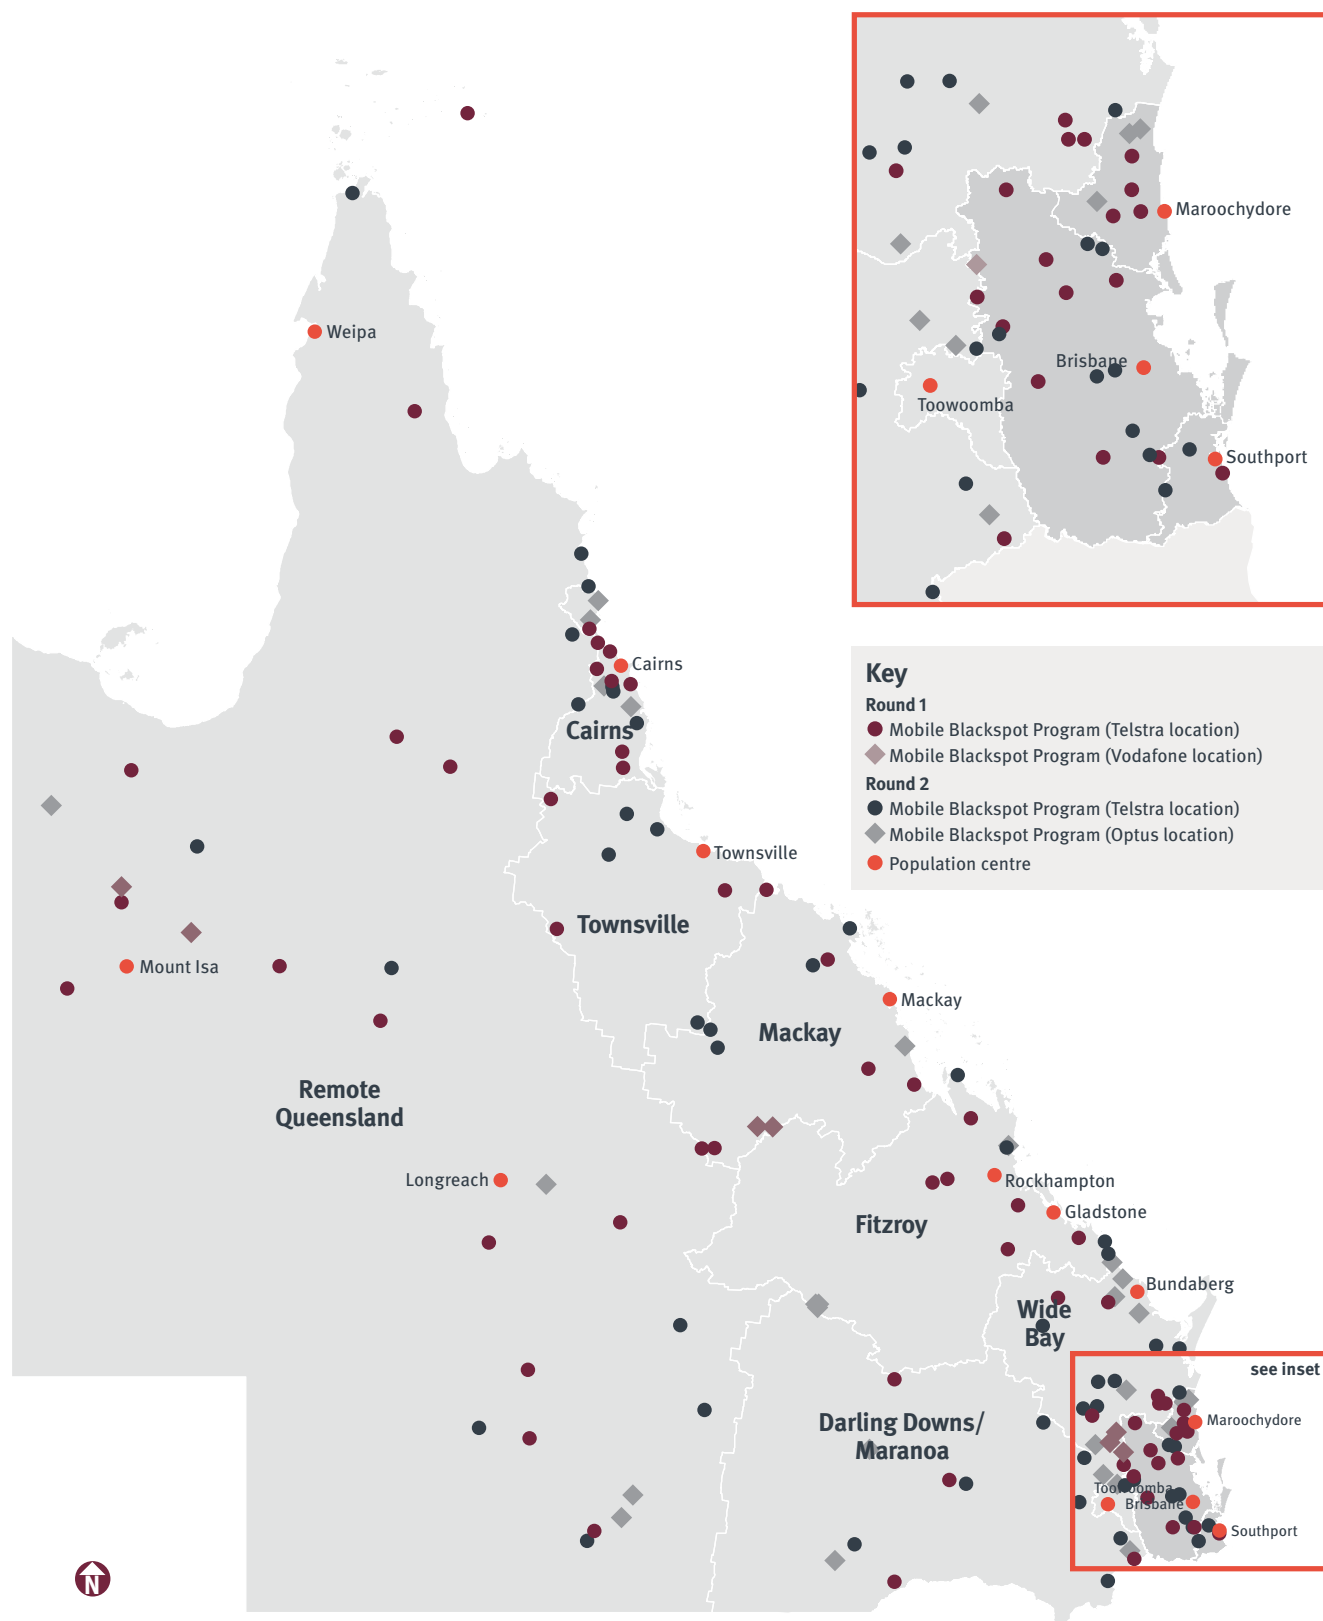 Maroochydore
Brisbane
Toowoomba
Southport
Weipa
Cairns
Cairns
Key
Round 1
Mobile Blackspot Program (Telstra location)
Mobile Blackspot Program (Vodafone location)
Round 2
Mobile Blackspot Program (Telstra location)
Mobile Blackspot Program (Optus location)
Population centre
Townsville
Townsville
Mount Isa
Mackay
Mackay
Remote
Queensland
Longreach
Rockhampton
Gladstone
Fitzroy
Bundaberg
Wide
Bay
see inset
Darling Downs/
Maranoa
Maroochydore
Toowoomba
Brisbane
Southport
N